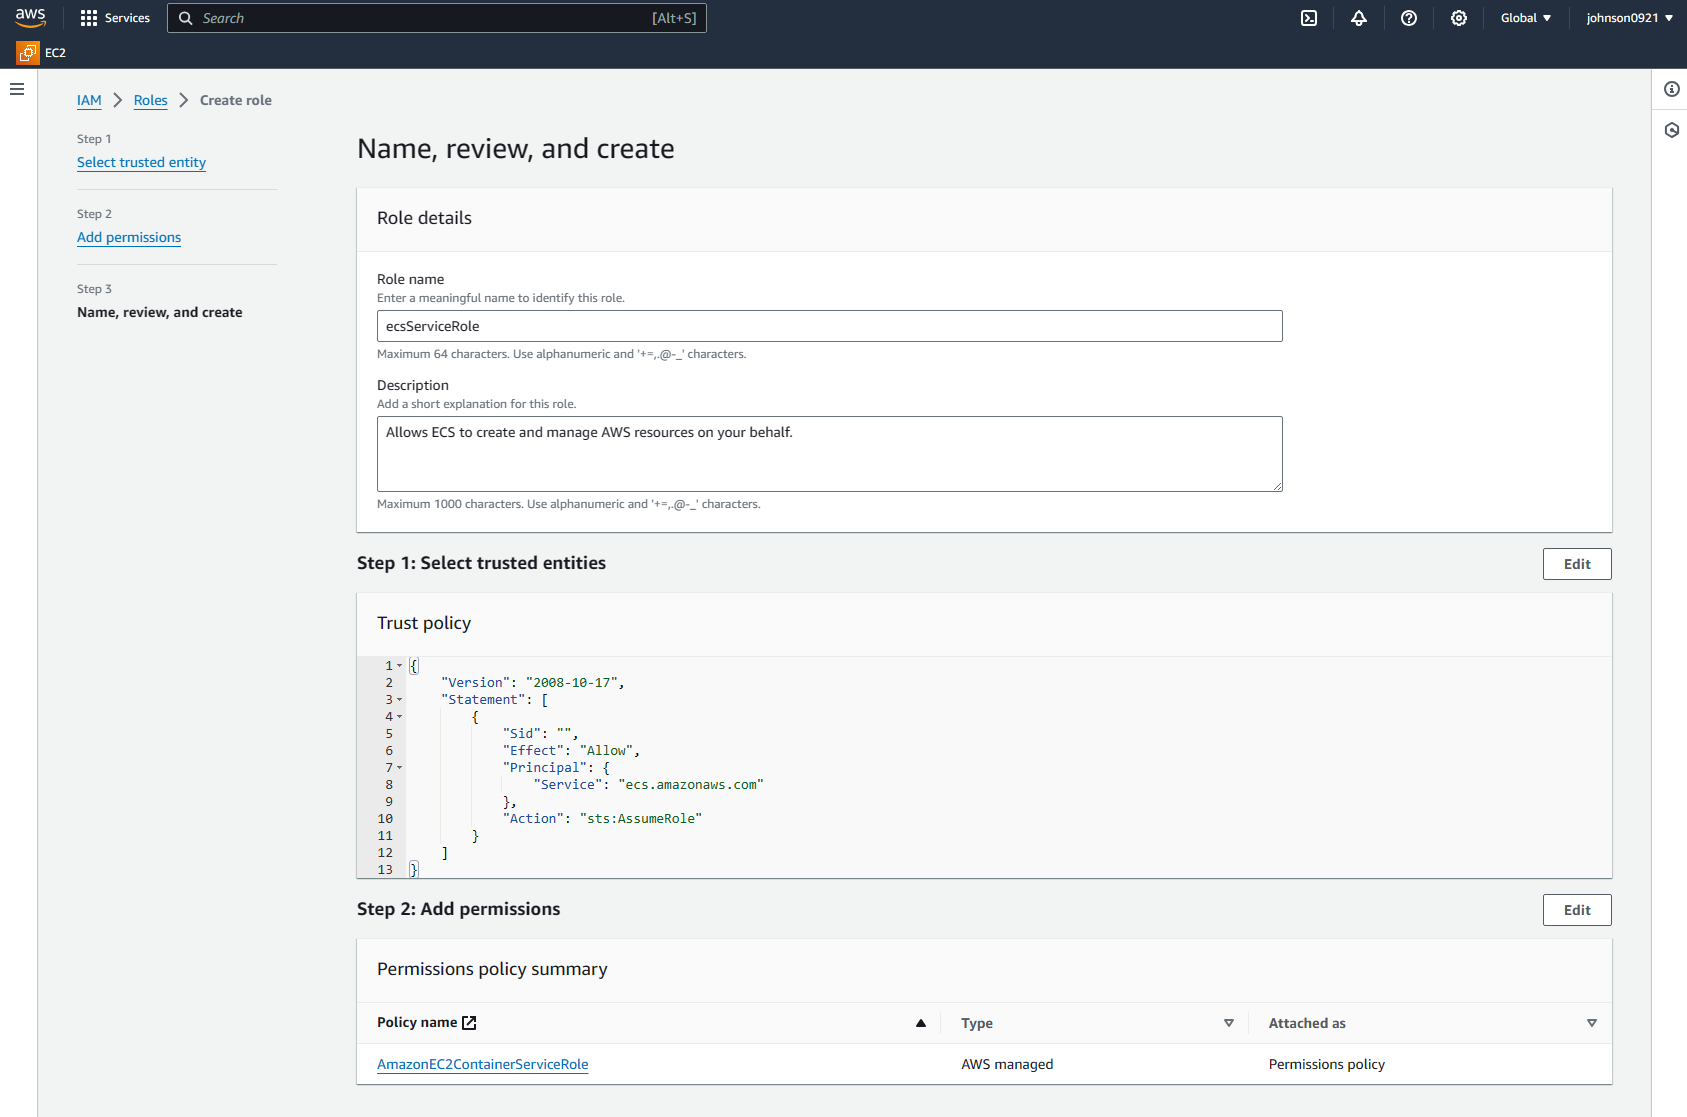 aws
Services
Search
[Alt+S]
Global
johnson0921
EC2
IAM
Roles
Create role
Step 1
Select trusted entity
Step 2
Add permissions
Step 3
Name, review, and create
Name, review, and create
Role details
Role name
Enter a meaningful name to identify this role.
ecsServiceRole
Maximum 64 characters. Use alphanumeric and '+=,.@-_' characters.
Description
Add a short explanation for this role.
Allows ECS to create and manage AWS resources on your behalf.
Maximum 1000 characters. Use alphanumeric and '+=,.@-_' characters.
Step 1: Select trusted entities
Edit
Trust policy
1 {
2 "Version": "2008-10-17",
3 "Statement": [
4 {
5 "Sid": "",
6 "Effect": "Allow",
7 "Principal": {
8 "Service": "ecs.amazonaws.com"
9 },
10 "Action": "sts:AssumeRole"
11 }
12 ]
13 }
Step 2: Add permissions
Edit
Permissions policy summary
Policy name
Type
Attached as
AmazonEC2ContainerServiceRole
AWS managed
Permissions policy